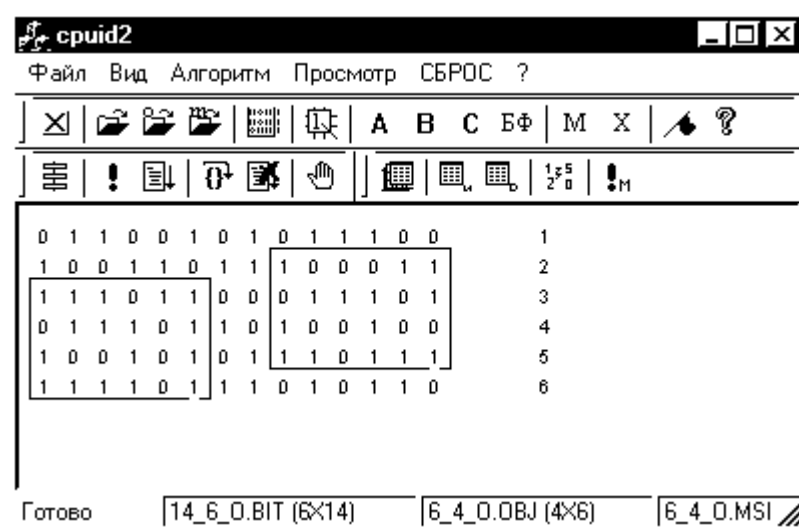 cpuid2
Файл Вид Алгоритм Просмотр СБРОС ?
A B C БФ M X ?
M
0 1 1 0 0 1 0 1 0 1 1 1 0 0 1
1 0 0 1 1 0 1 1 1 0 0 0 1 1 2
1 1 1 0 1 1 0 0 0 1 1 1 0 1 3
0 1 1 1 0 1 1 0 1 0 0 1 0 0 4
1 0 0 1 0 1 0 1 1 1 0 1 1 1 5
1 1 1 1 0 1 1 1 0 1 0 1 1 0 6
Готово 14_6_O.BIT (6X14) 6_4_O.OBJ (4X6) 6_4_O.MSI